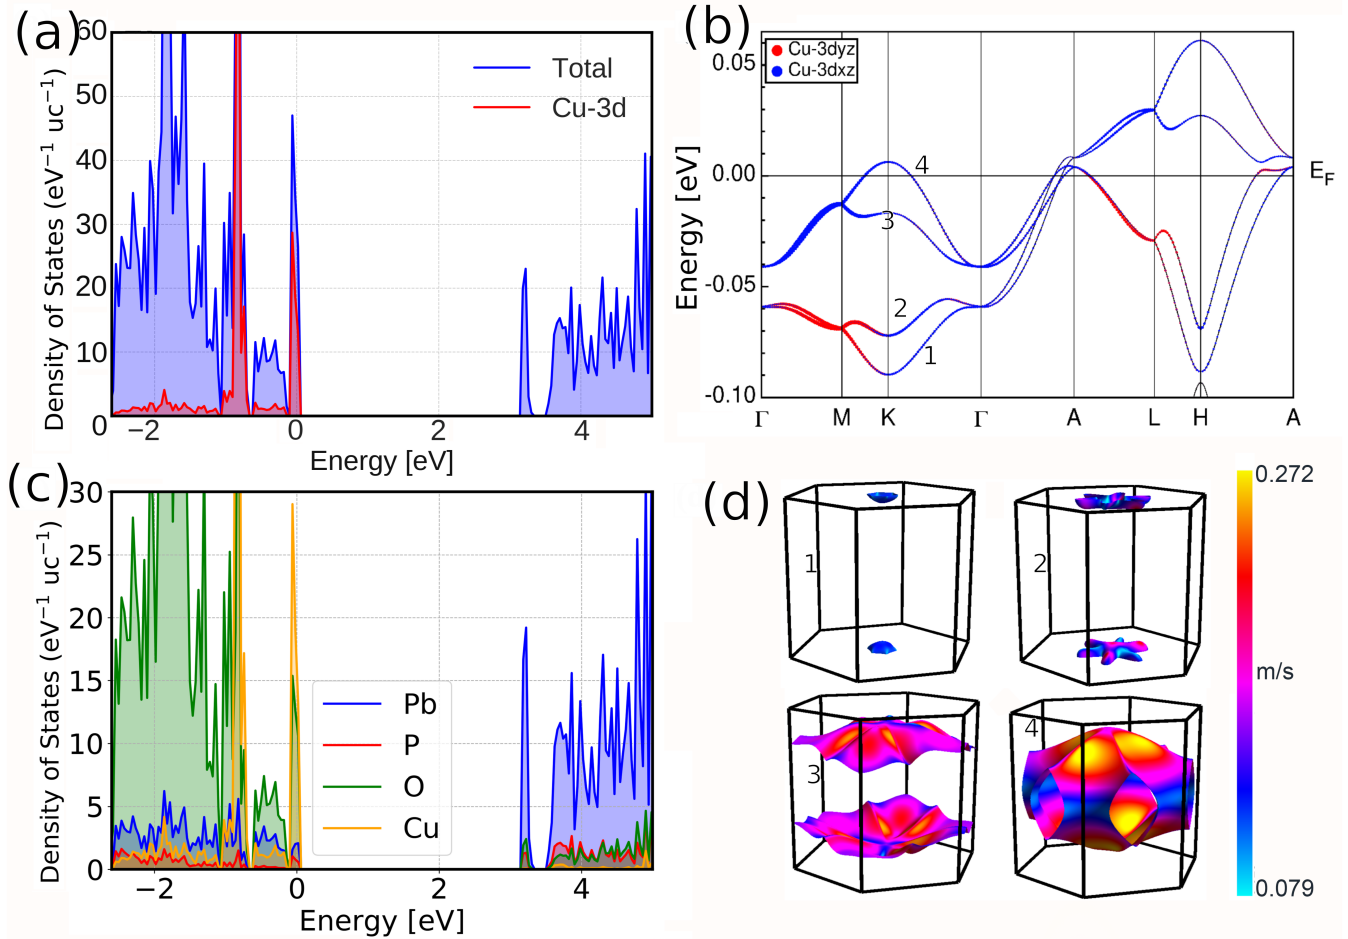 (a)
60
50
40
30
20
10
0
Density of States (eV⁻¹ uc⁻¹)
Total
Cu-3d
−2
0
2
4
Energy [eV]
(b)
0.05
0.00
-0.05
-0.10
Energy [eV]
Cu-3dyz
Cu-3dxz
4
3
2
1
E_F
Γ
M
K
Γ
A
L
H
A
(c)
30
25
20
15
10
5
0
Density of States (eV⁻¹ uc⁻¹)
Pb
P
O
Cu
−2
0
2
4
Energy [eV]
(d)
1
2
3
4
0.272
m/s
0.079